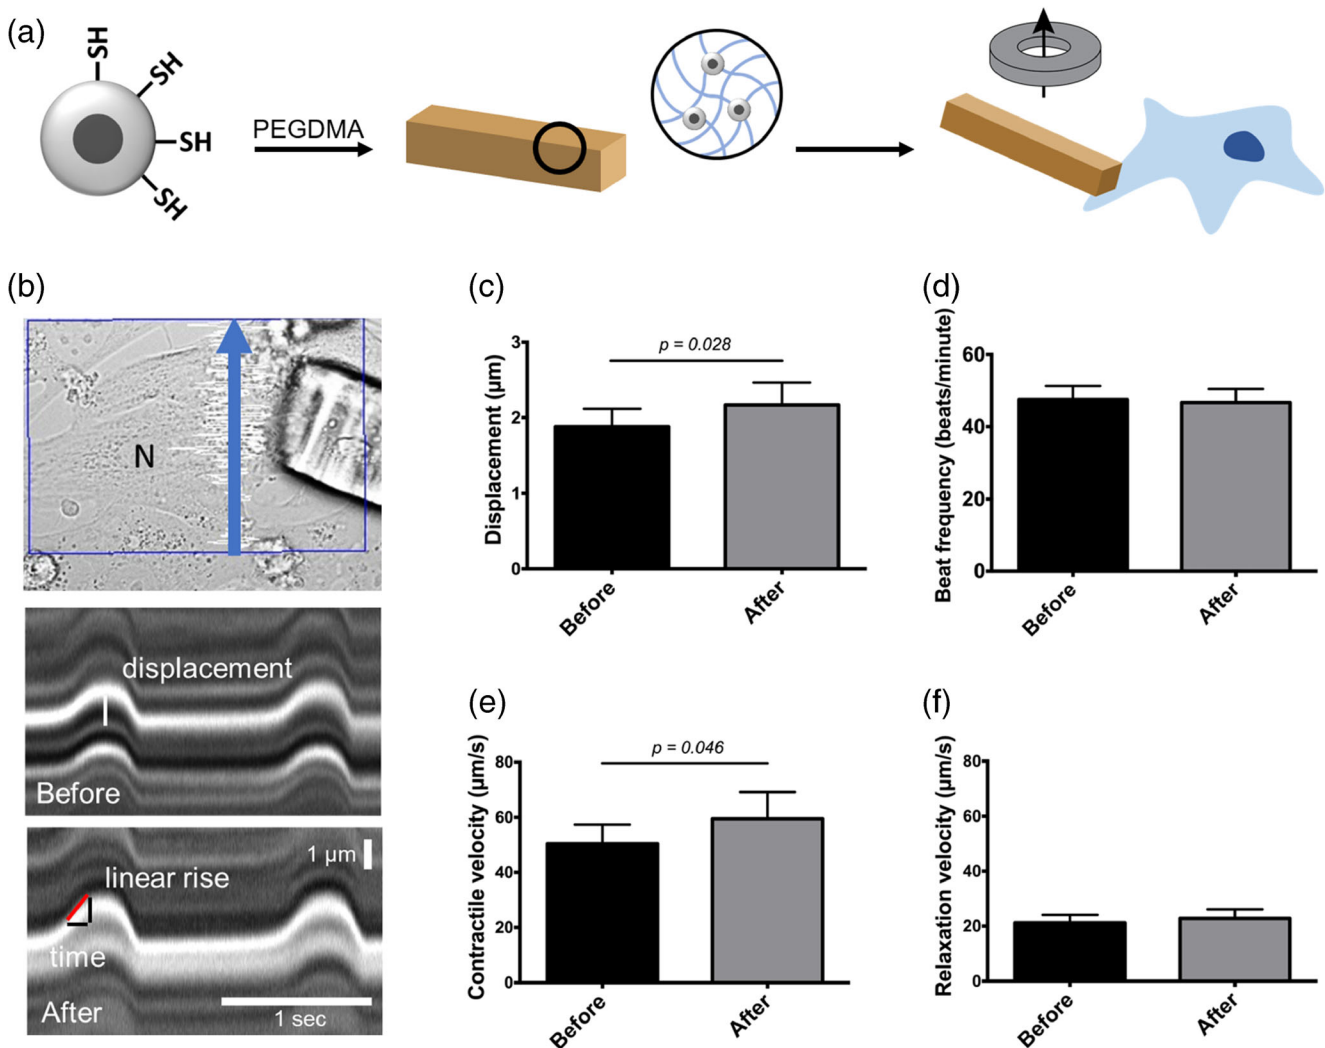 (a)
SH
SH
SH
SH
PEGDMA
(b)
N
displacement
Before
1 μm
linear rise
time
After
1 sec
(c)
Displacement (μm)
3
2
1
0
p = 0.028
Before
After
(d)
Beat frequency (beats/minute)
60
40
20
0
Before
After
(e)
Contractile velocity (μm/s)
80
60
40
20
0
p = 0.046
Before
After
(f)
Relaxation velocity (μm/s)
80
60
40
20
0
Before
After